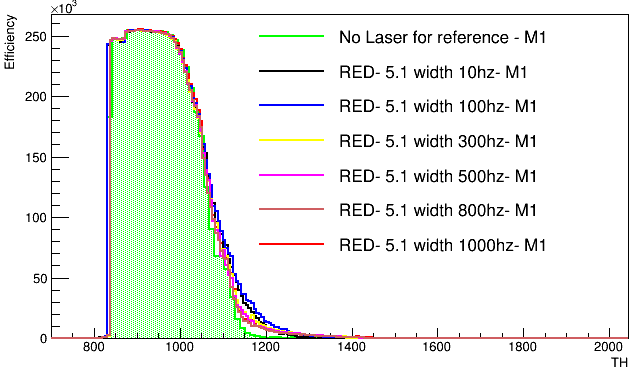 ×10³
Efficiency
250
200
150
100
50
0
800
1000
1200
1400
1600
1800
2000
TH
No Laser for reference - M1
RED- 5.1 width 10hz- M1
RED- 5.1 width 100hz- M1
RED- 5.1 width 300hz- M1
RED- 5.1 width 500hz- M1
RED- 5.1 width 800hz- M1
RED- 5.1 width 1000hz- M1